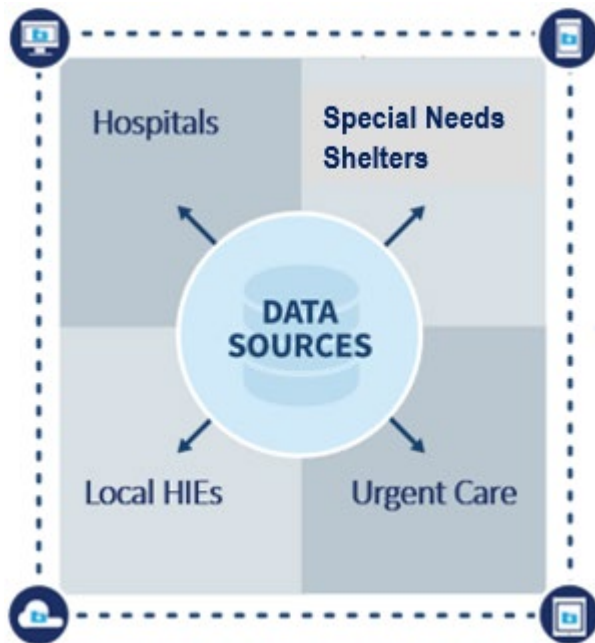 Hospitals
Special Needs
Shelters
DATA
SOURCES
Local HIEs
Urgent Care